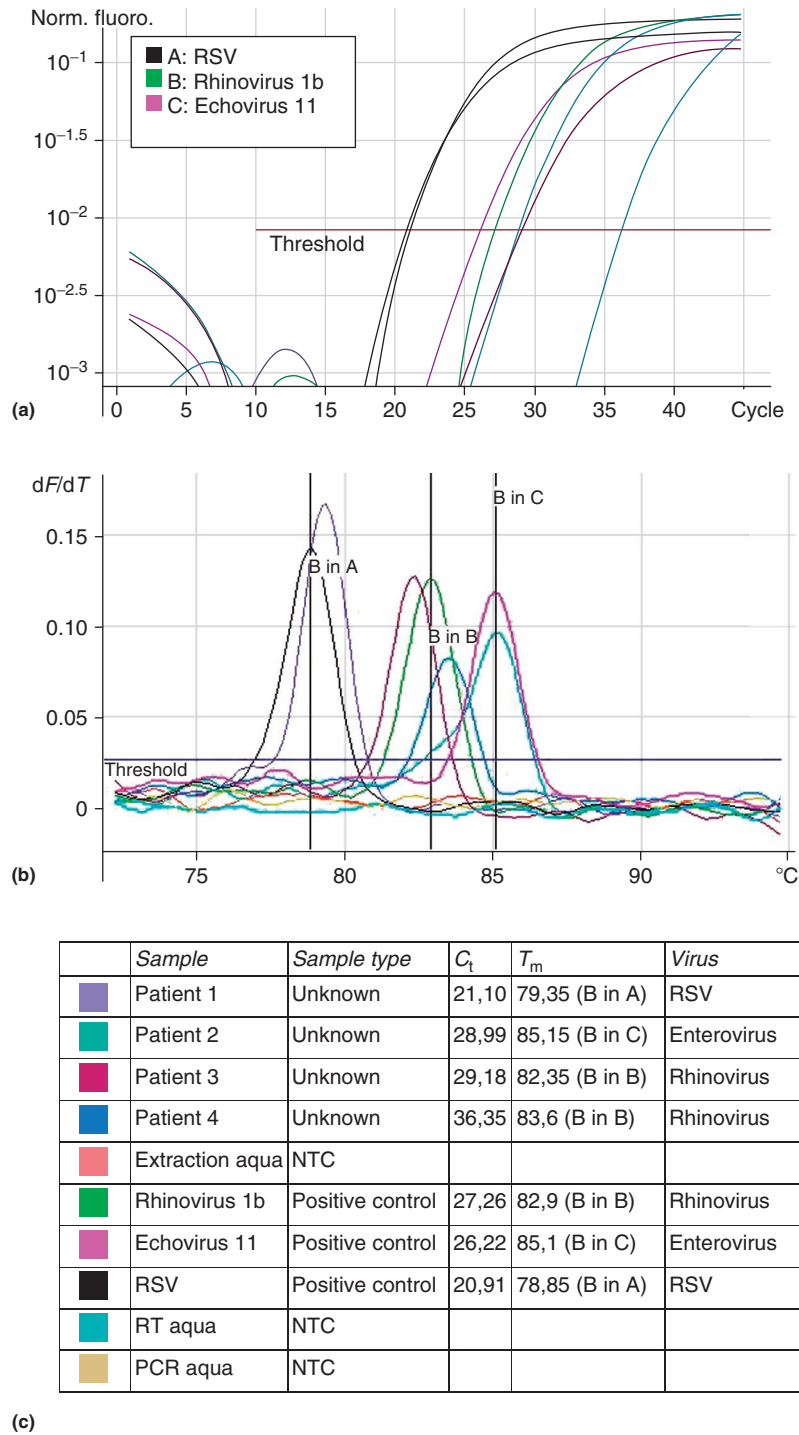 Norm. fluoro.
A: RSV
B: Rhinovirus 1b
C: Echovirus 11
10⁻¹
10⁻¹·⁵
10⁻²
10⁻²·⁵
10⁻³
Threshold
0 5 10 15 20 25 30 35 40 Cycle
(a)
dF/dT
B in C
0.15
B in A
0.10
B in B
0.05
Threshold
0
75 80 85 90 °C
(b)
Sample Sample type Ct Tm Virus
Patient 1 Unknown 21,10 79,35 (B in A) RSV
Patient 2 Unknown 28,99 85,15 (B in C) Enterovirus
Patient 3 Unknown 29,18 82,35 (B in B) Rhinovirus
Patient 4 Unknown 36,35 83,6 (B in B) Rhinovirus
Extraction aqua NTC
Rhinovirus 1b Positive control 27,26 82,9 (B in B) Rhinovirus
Echovirus 11 Positive control 26,22 85,1 (B in C) Enterovirus
RSV Positive control 20,91 78,85 (B in A) RSV
RT aqua NTC
PCR aqua NTC
(c)